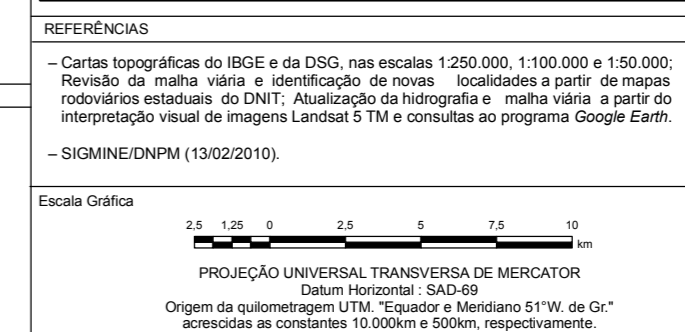 REFERÊNCIAS
– Cartas topográficas do IBGE e da DSG, nas escalas 1:250.000, 1:100.000 e 1:50.000;
Revisão da malha viária e identificação de novas localidades a partir de mapas
rodoviários estaduais do DNIT; Atualização da hidrografia e malha viária a partir do
interpretação visual de imagens Landsat 5 TM e consultas ao programa Google Earth.
– SIGMINE/DNPM (13/02/2010).
Escala Gráfica
2,5 1,25 0 2,5 5 7,5 10
km
PROJEÇÃO UNIVERSAL TRANSVERSA DE MERCATOR
Datum Horizontal : SAD-69
Origem da quilometragem UTM. "Equador e Meridiano 51°W. de Gr."
acrescidas as constantes 10.000km e 500km, respectivamente.